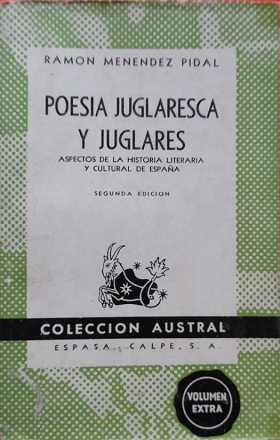 RAMON MENENDEZ PIDAL
POESIA JUGLARESCA
Y JUGLARES
ASPECTOS DE LA HISTORIA LITERARIA
Y CULTURAL DE ESPAÑA
SEGUNDA EDICION
COLECCION AUSTRAL
ESPASA - CALPE, S. A.
VOLUMEN
EXTRA